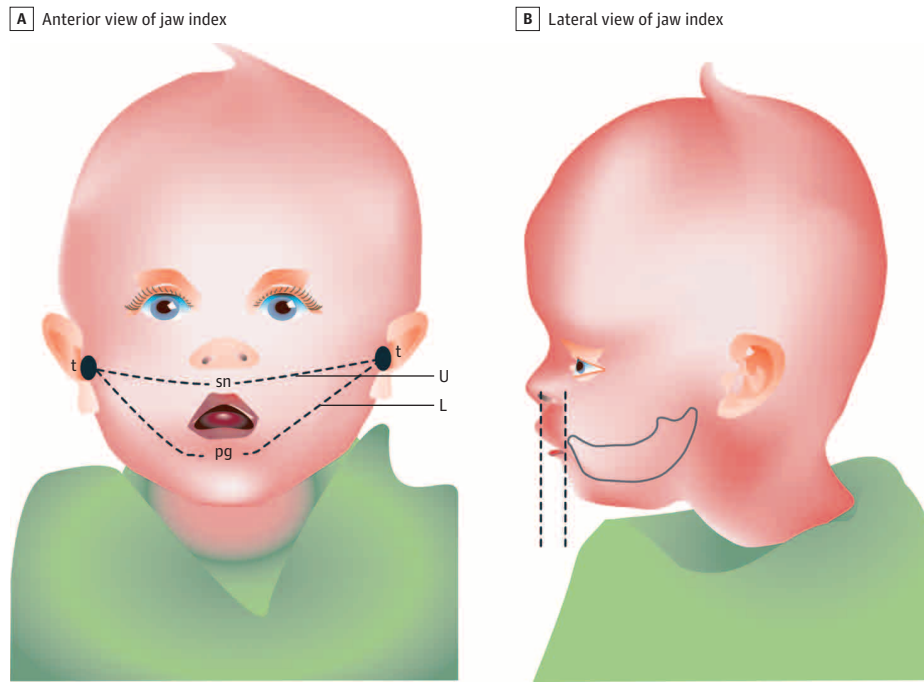 A Anterior view of jaw index
B Lateral view of jaw index
t
t
sn
U
L
pg